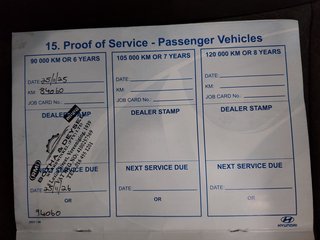 15. Proof of Service - Passenger Vehicles
90 000 KM OR 6 YEARS
DATE: 25/11/25
KM: 84060
JOB CARD No.:
DEALER STAMP
NEXT SERVICE DUE
DATE: 25/11/26
OR
94060
105 000 KM OR 7 YEARS
DATE:
KM:
JOB CARD No.:
DEALER STAMP
NEXT SERVICE DUE
DATE:
OR
120 000 KM OR 8 YEARS
DATE:
KM:
JOB CARD No.:
DEALER STAMP
NEXT SERVICE DUE
DATE:
OR
HYUNDAI